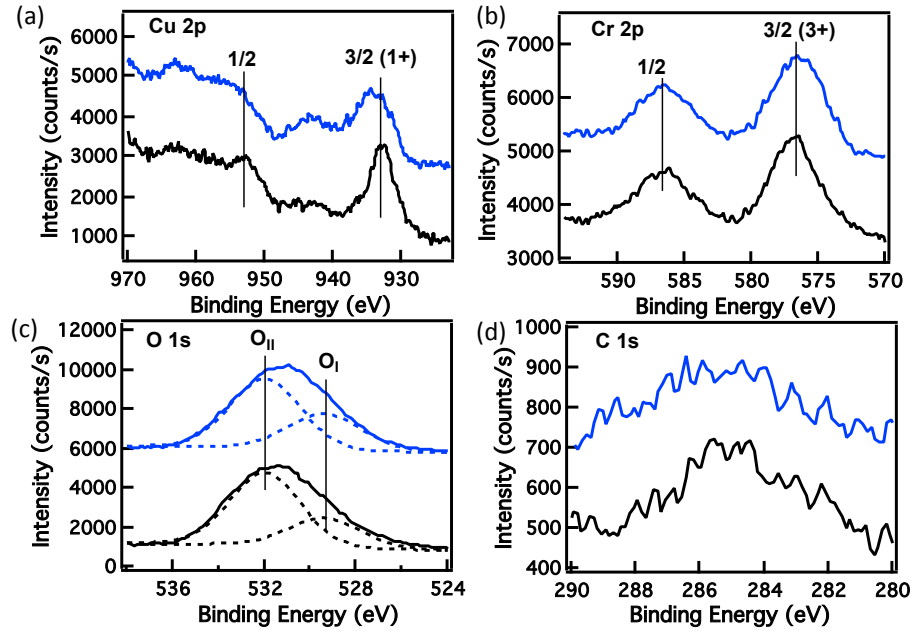 (a)
Cu 2p
6000
5000
4000
3000
2000
1000
Intensity (counts/s)
1/2
3/2 (1+)
970
960
950
940
930
Binding Energy (eV)
(b)
Cr 2p
7000
6000
5000
4000
3000
Intensity (counts/s)
1/2
3/2 (3+)
590
585
580
575
570
Binding Energy (eV)
(c)
O 1s
12000
10000
8000
6000
4000
2000
0
Intensity (counts/s)
OII
OI
536
532
528
524
Binding Energy (eV)
(d)
C 1s
1000
900
800
700
600
500
400
Intensity (counts/s)
290
288
286
284
282
280
Binding Energy (eV)